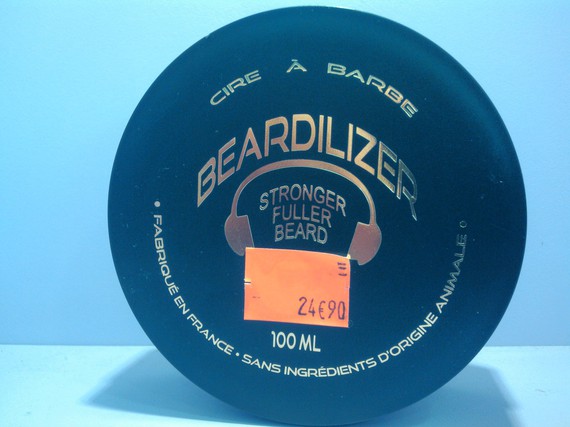 CIRE À BARBE
BEARDILIZER
STRONGER
FULLER
BEARD
24€90
100 ML
• FABRIQUÉ EN FRANCE • SANS INGRÉDIENTS D'ORIGINE ANIMALE •